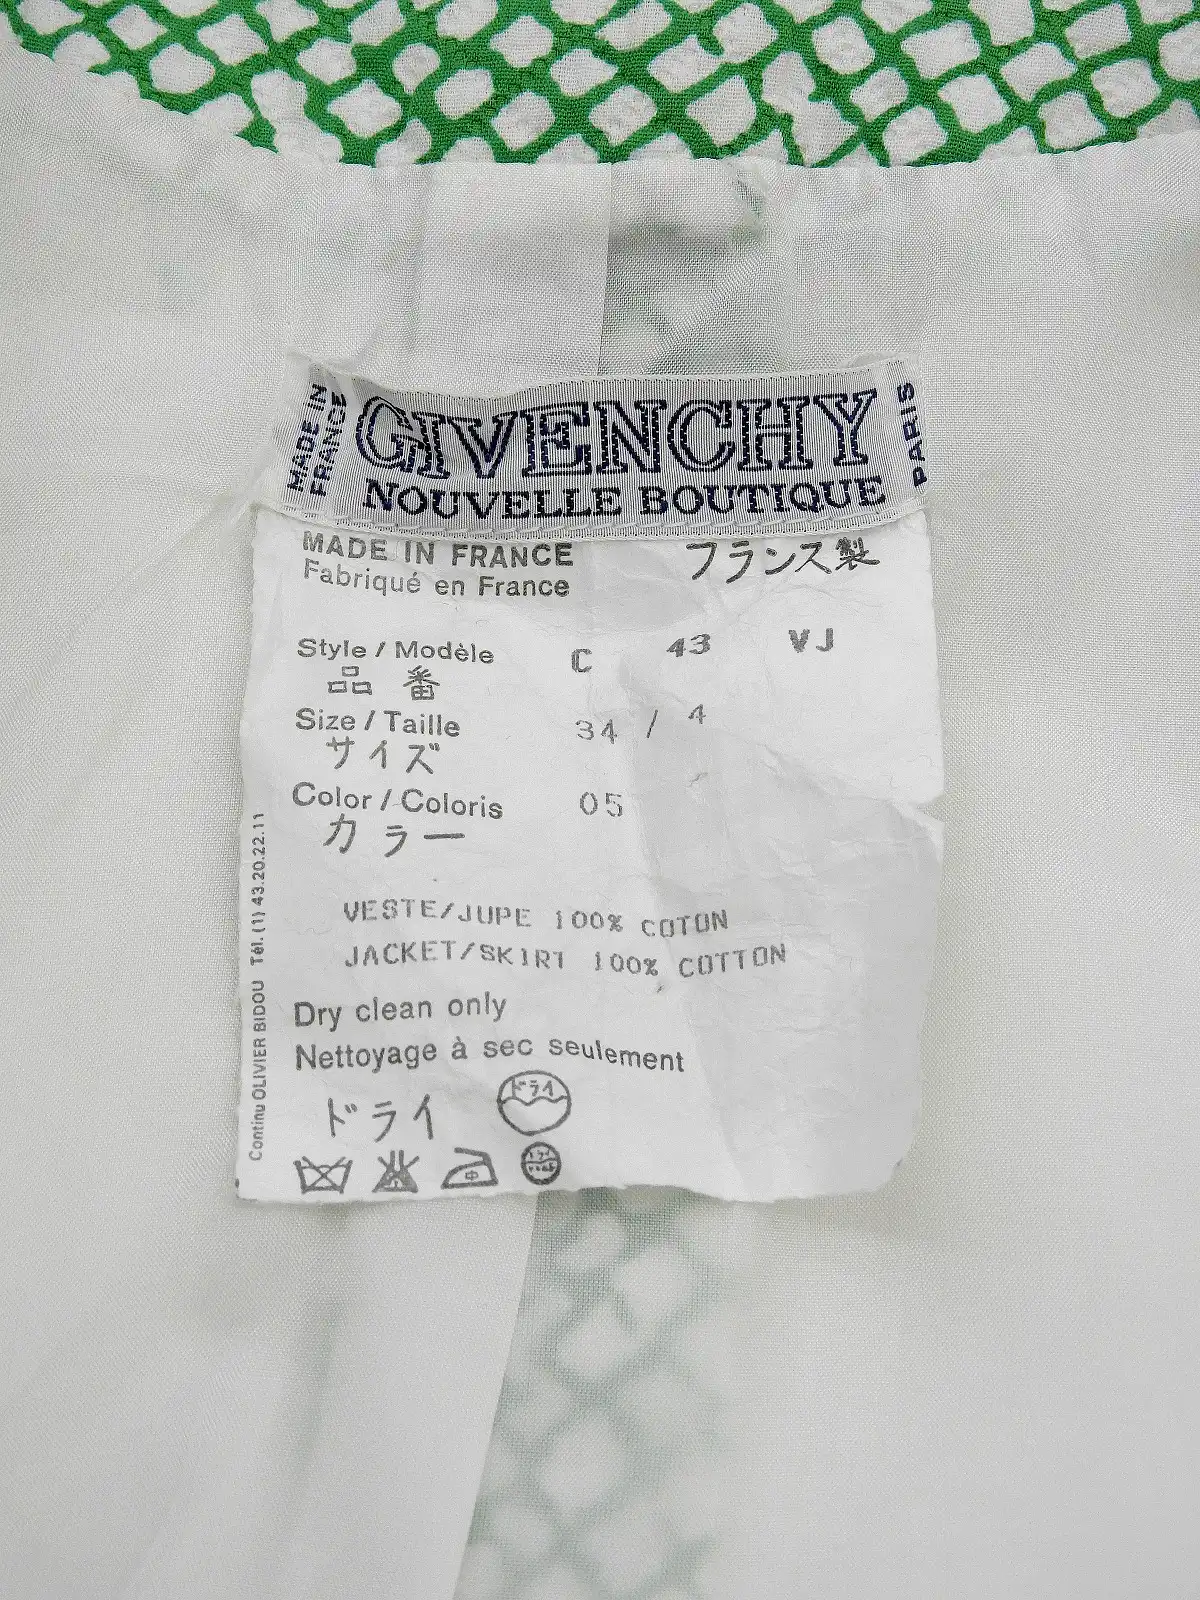 MADE IN
FRANCE
GIVENCHY
NOUVELLE BOUTIQUE
PARIS
MADE IN FRANCE フランス製
Fabriqué en France
Style / Modèle C 43 VJ
品番
Size / Taille 34 / 4
サイズ
Color / Coloris 05
カラー
VESTE/JUPE 100% COTON
JACKET/SKIRT 100% COTTON
Dry clean only
Nettoyage à sec seulement
ドライ ドライ
Continu OLIVIER BIDOU Tél. (1) 43.20.22.11